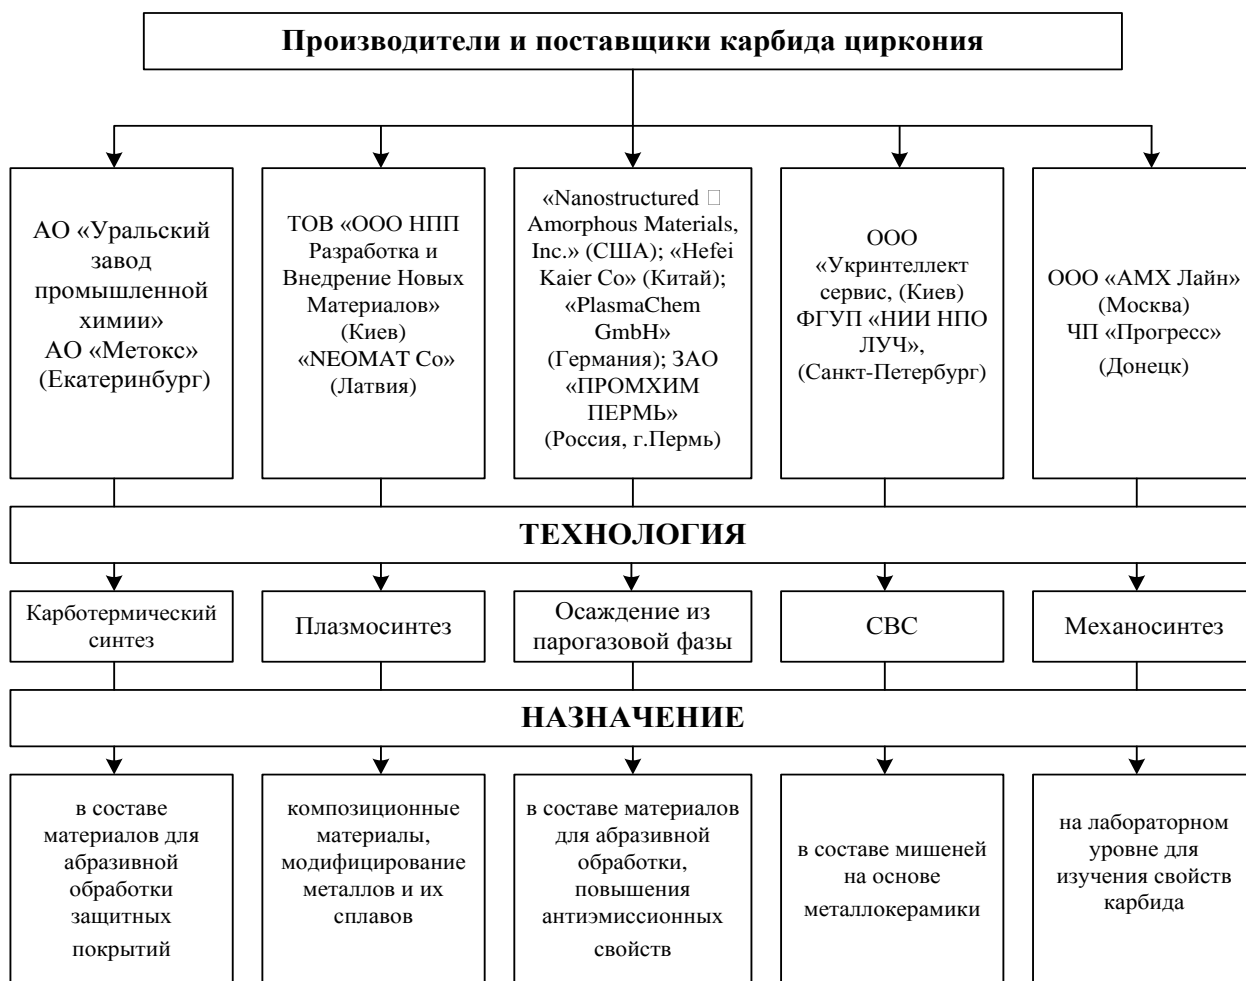 Производители и поставщики карбида циркония
АО «Уральский
завод
промышленной
химии»
АО «Метокс»
(Екатеринбург)
ТОВ «ООО НПП
Разработка и
Внедрение Новых
Материалов»
(Киев)
«NEOMAT Co»
(Латвия)
«Nanostructured □
Amorphous Materials,
Inc.» (США); «Hefei
Kaier Co» (Китай);
«PlasmaChem
GmbH»
(Германия); ЗАО
«ПРОМХИМ
ПЕРМЬ»
(Россия, г.Пермь)
ООО
«Укринтеллект
сервис, (Киев)
ФГУП «НИИ НПО
ЛУЧ»,
(Санкт-Петербург)
ООО «АМХ Лайн»
(Москва)
ЧП «Прогресс»
(Донецк)
ТЕХНОЛОГИЯ
Карботермический
синтез
Плазмосинтез
Осаждение из
парогазовой фазы
СВС
Механосинтез
НАЗНАЧЕНИЕ
в составе
материалов для
абразивной
обработки
защитных
покрытий
композиционные
материалы,
модифицирование
металлов и их
сплавов
в составе материалов
для абразивной
обработки,
повышения
антиэмиссионных
свойств
в составе мишеней
на основе
металлокерамики
на лабораторном
уровне для
изучения свойств
карбида